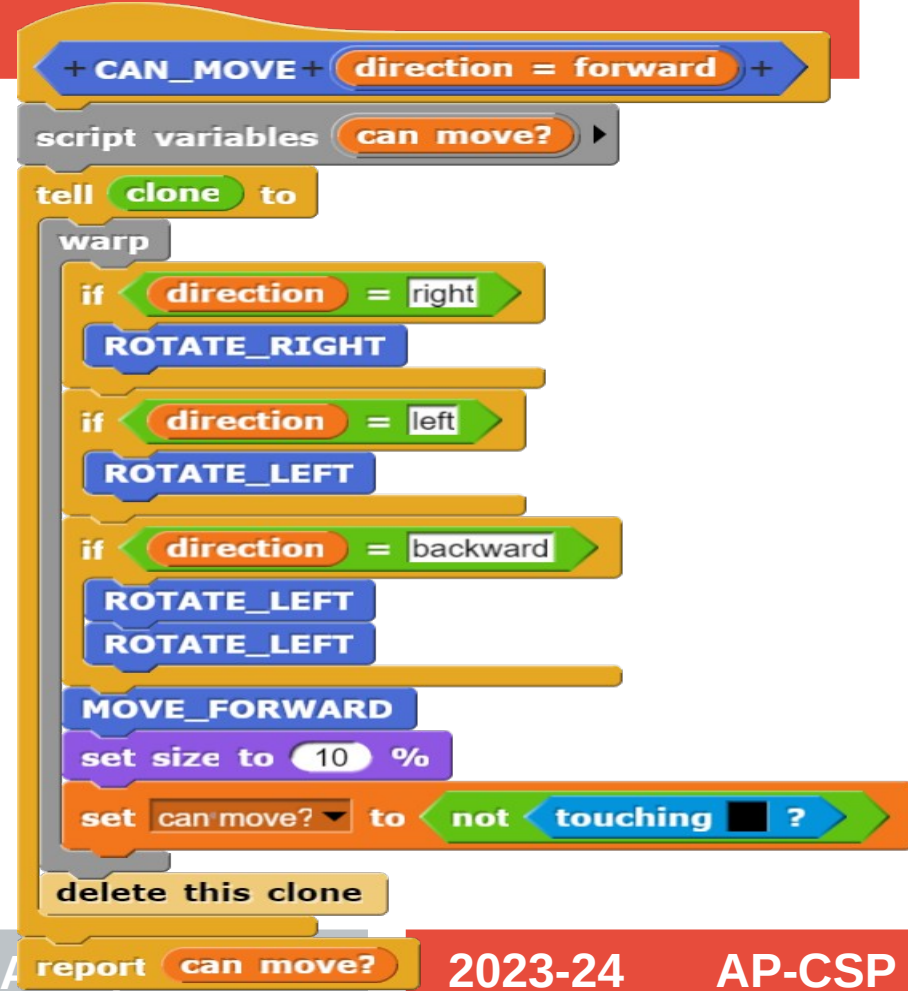 + CAN_MOVE + direction = forward +
script variables can move?
tell clone to
warp
if direction = right
ROTATE_RIGHT
if direction = left
ROTATE_LEFT
if direction = backward
ROTATE_LEFT
ROTATE_LEFT
MOVE_FORWARD
set size to 10 %
set can move? to not touching ?
delete this clone
report can move?
2023-24 AP-CSP